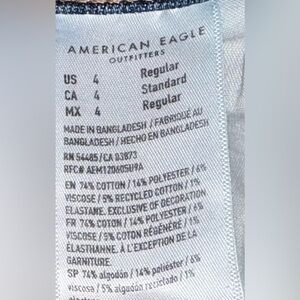 AMERICAN EAGLE
OUTFITTERS
US 4 Regular
CA 4 Standard
MX 4 Regular
MADE IN BANGLADESH / FABRIQUÉ AU
BANGLADESH / HECHO EN BANGLADESH
RN 54485/CA 03873
RFC# AEM120605U9A
EN 74% COTTON / 14% POLYESTER / 6%
VISCOSE / 5% RECYCLED COTTON / 1%
ELASTANE. EXCLUSIVE OF DECORATION
FR 74% COTON / 14% POLYESTER / 6%
VISCOSE / 5% COTON RÉGÉNÉRÉ / 1%
ÉLASTHANNE. À L'EXCEPTION DE LA
GARNITURE.
SP 74% algodón / 14% poliéster / 6%
viscosa / 5% algodón reciclado / 1%